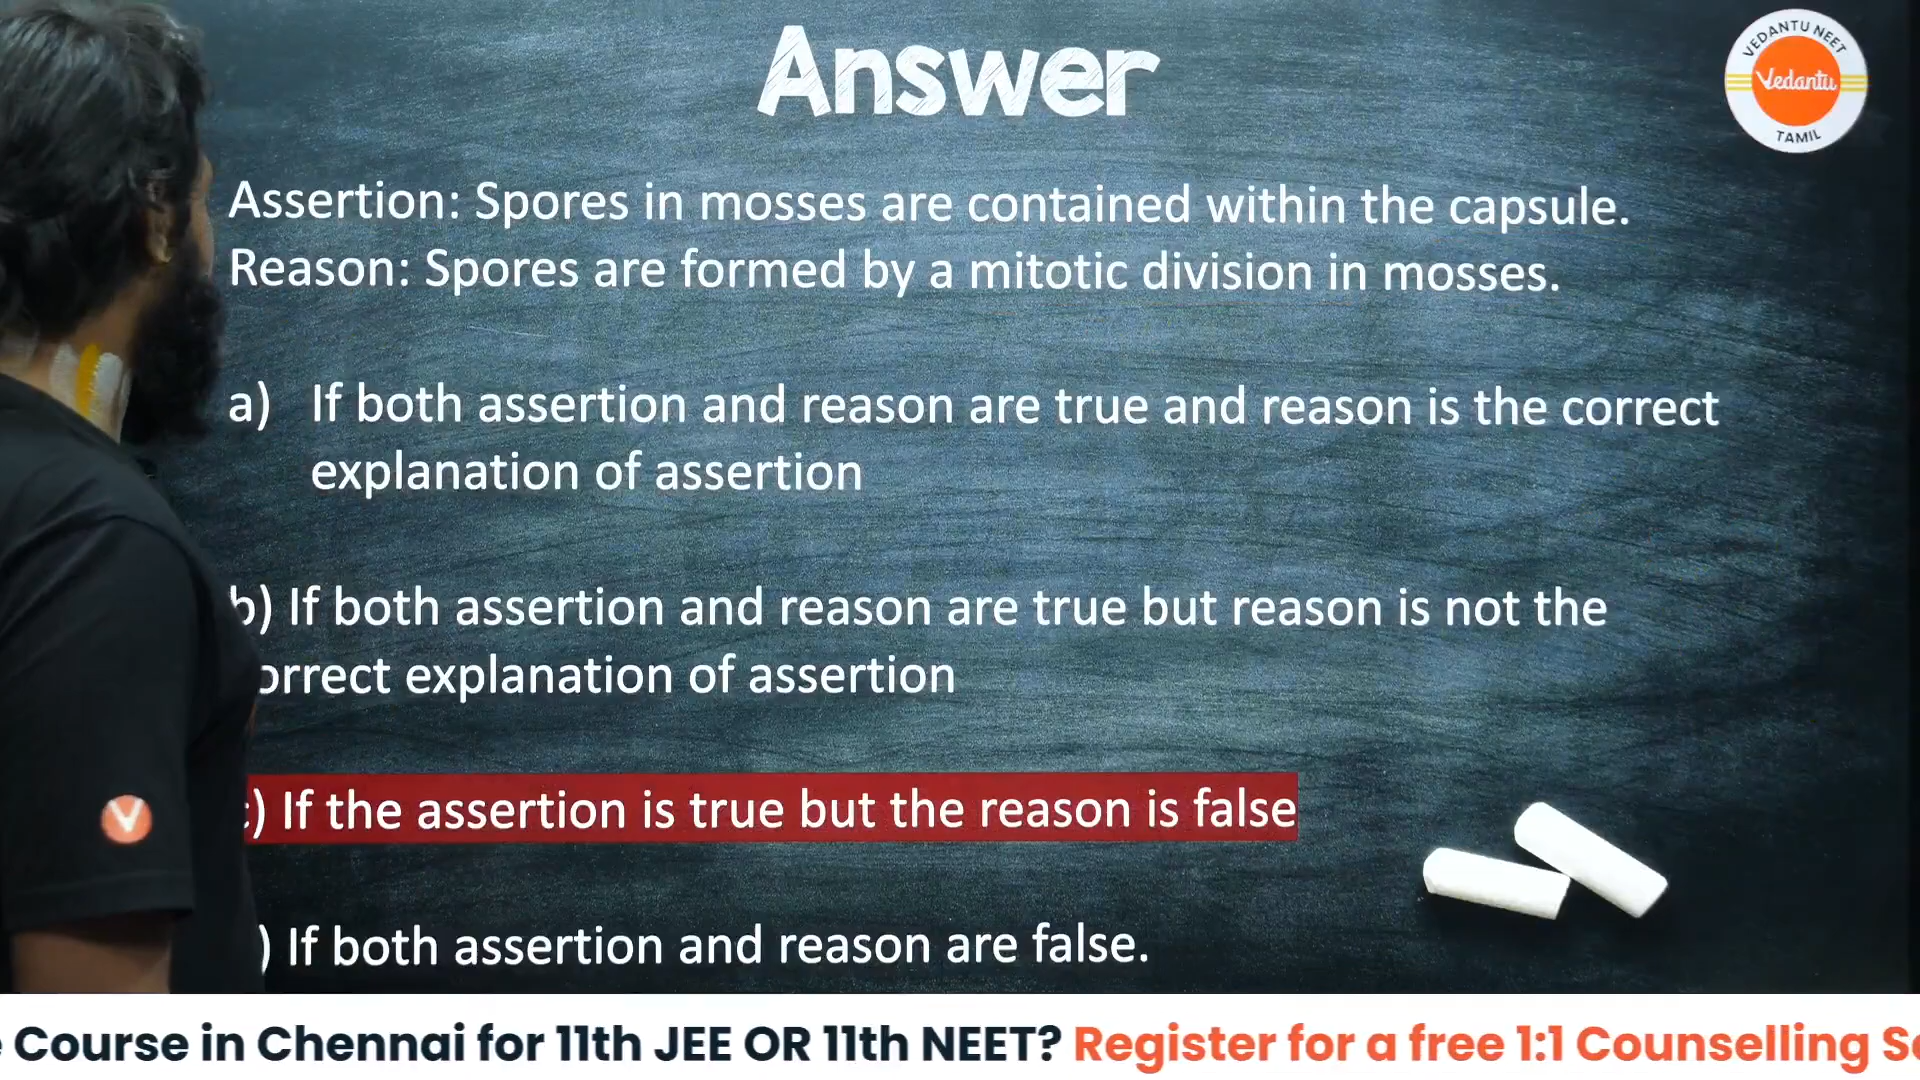 Answer
VEDANTU NEET
Vedantu
TAMIL
Assertion: Spores in mosses are contained within the capsule.
Reason: Spores are formed by a mitotic division in mosses.
a) If both assertion and reason are true and reason is the correct
explanation of assertion
b) If both assertion and reason are true but reason is not the
orrect explanation of assertion
) If the assertion is true but the reason is false
) If both assertion and reason are false.
V
Course in Chennai for 11th JEE OR 11th NEET? Register for a free 1:1 Counselling